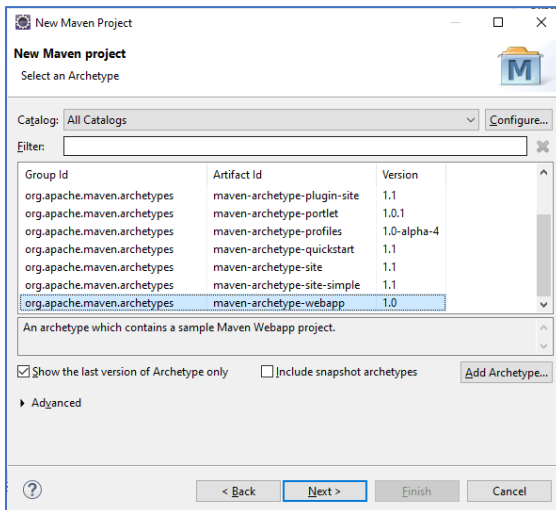 New Maven Project
New Maven project
Select an Archetype
M
Catalog: All Catalogs Configure...
Filter:
Group Id Artifact Id Version
org.apache.maven.archetypes maven-archetype-plugin-site 1.1
org.apache.maven.archetypes maven-archetype-portlet 1.0.1
org.apache.maven.archetypes maven-archetype-profiles 1.0-alpha-4
org.apache.maven.archetypes maven-archetype-quickstart 1.1
org.apache.maven.archetypes maven-archetype-site 1.1
org.apache.maven.archetypes maven-archetype-site-simple 1.1
org.apache.maven.archetypes maven-archetype-webapp 1.0
An archetype which contains a sample Maven Webapp project.
Show the last version of Archetype only Include snapshot archetypes Add Archetype...
Advanced
? < Back Next > Finish Cancel